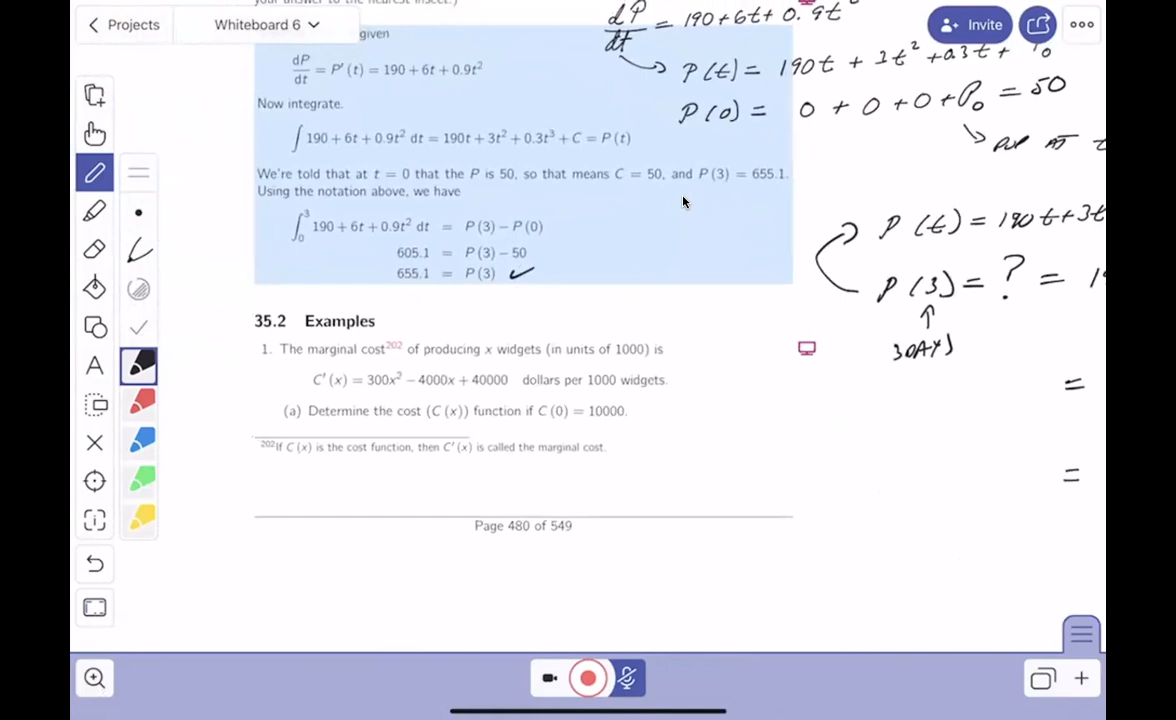 Projects
Whiteboard 6
Invite
given
dP/dt = P′(t) = 190 + 6t + 0.9t²
Now integrate.
∫ 190 + 6t + 0.9t² dt = 190t + 3t² + 0.3t³ + C = P(t)
We're told that at t = 0 that the P is 50, so that means C = 50, and P(3) = 655.1.
Using the notation above, we have
∫₀³ 190 + 6t + 0.9t² dt = P(3) − P(0)
605.1 = P(3) − 50
655.1 = P(3) ✓
35.2 Examples
1. The marginal cost²⁰² of producing x widgets (in units of 1000) is
C′(x) = 300x² − 4000x + 40000 dollars per 1000 widgets.
(a) Determine the cost (C(x)) function if C(0) = 10000.
²⁰²If C(x) is the cost function, then C′(x) is called the marginal cost.
Page 480 of 549
dP/dt = 190 + 6t + 0.9t
P(t) = 190t + 3t² + 0.3t +
P(0) = 0 + 0 + 0 + P₀ = 50
AT t
P(t) = 190t + 3t
P(3) = ? = 1
↑
3 DAYS
=
=